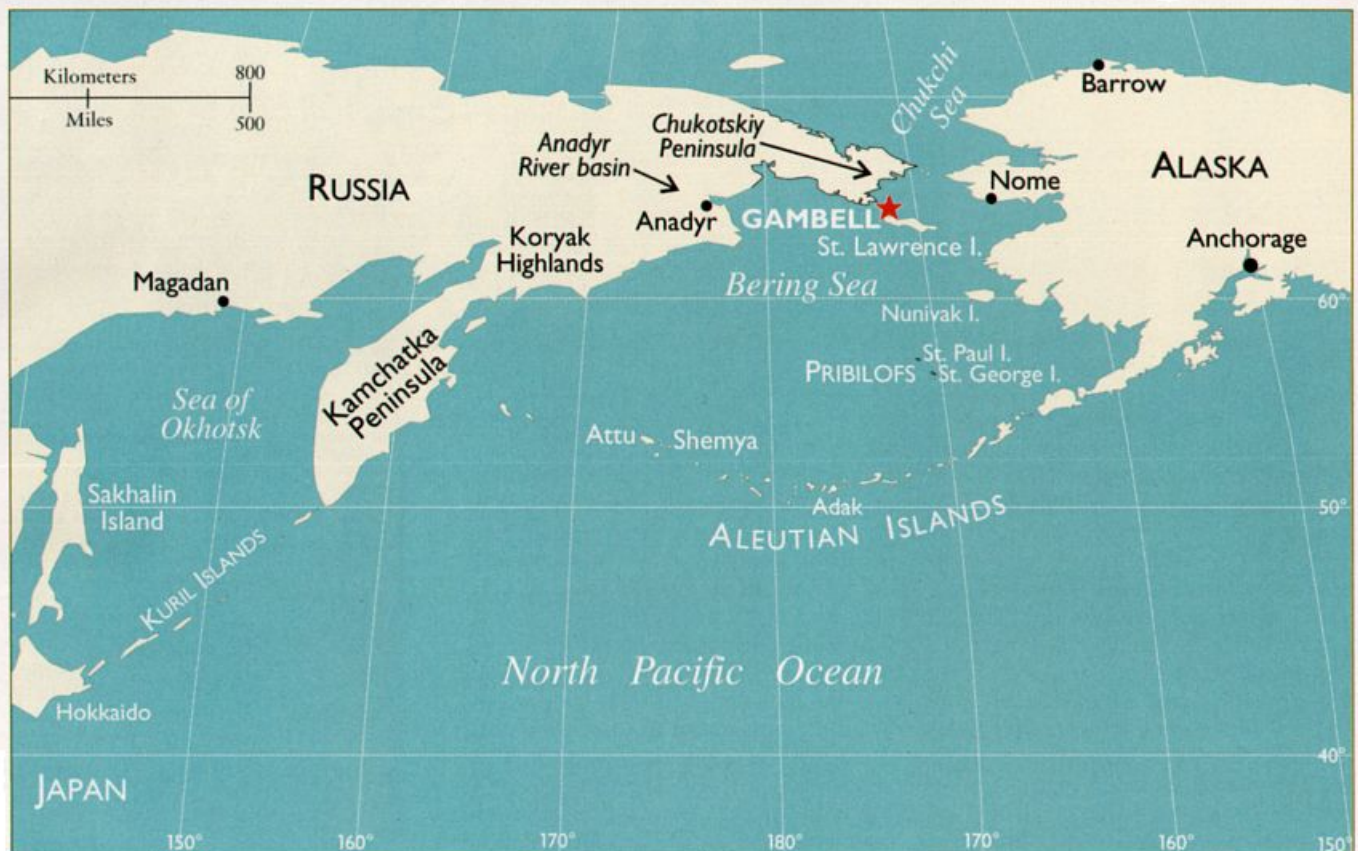 Kilometers
800
Miles
500
Chukchi
Sea
Barrow
Chukotskiy
Peninsula
Anadyr
River basin
RUSSIA
ALASKA
Nome
Anadyr
GAMBELL
St. Lawrence I.
Anchorage
Koryak
Highlands
Magadan
Bering Sea
60°
Nunivak I.
St. Paul I.
PRIBILOFS
St. George I.
Kamchatka
Peninsula
Sea of
Okhotsk
Attu
Shemya
Sakhalin
Island
Adak
50°
ALEUTIAN ISLANDS
KURIL ISLANDS
North Pacific Ocean
Hokkaido
40°
JAPAN
150°
160°
170°
180°
170°
160°
150°